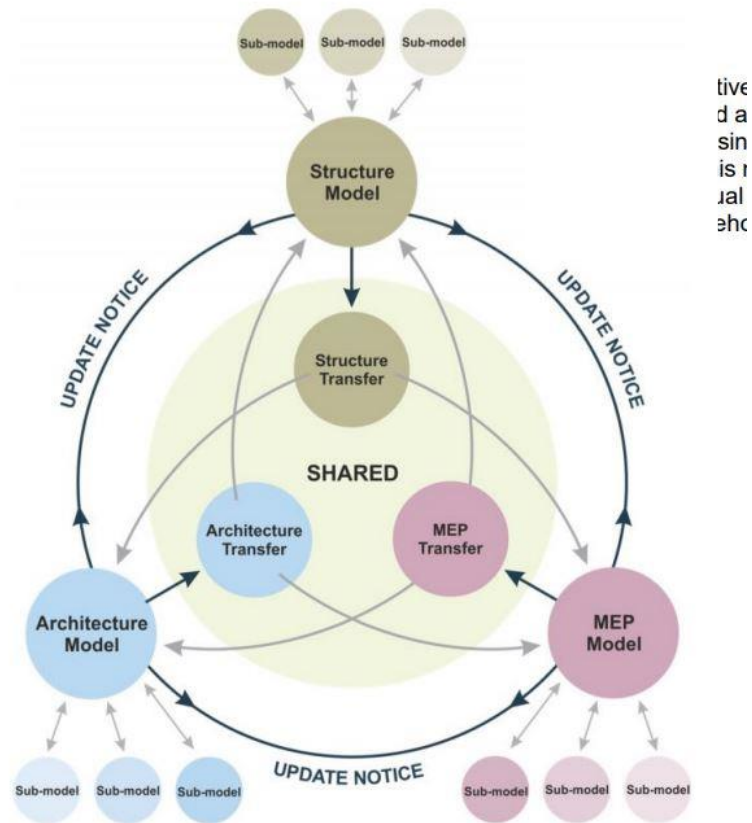 Sub-model
Sub-model
Sub-model
Structure
Model
UPDATE NOTICE
UPDATE NOTICE
Structure
Transfer
SHARED
Architecture
Transfer
MEP
Transfer
Architecture
Model
MEP
Model
UPDATE NOTICE
Sub-model
Sub-model
Sub-model
Sub-model
Sub-model
Sub-model